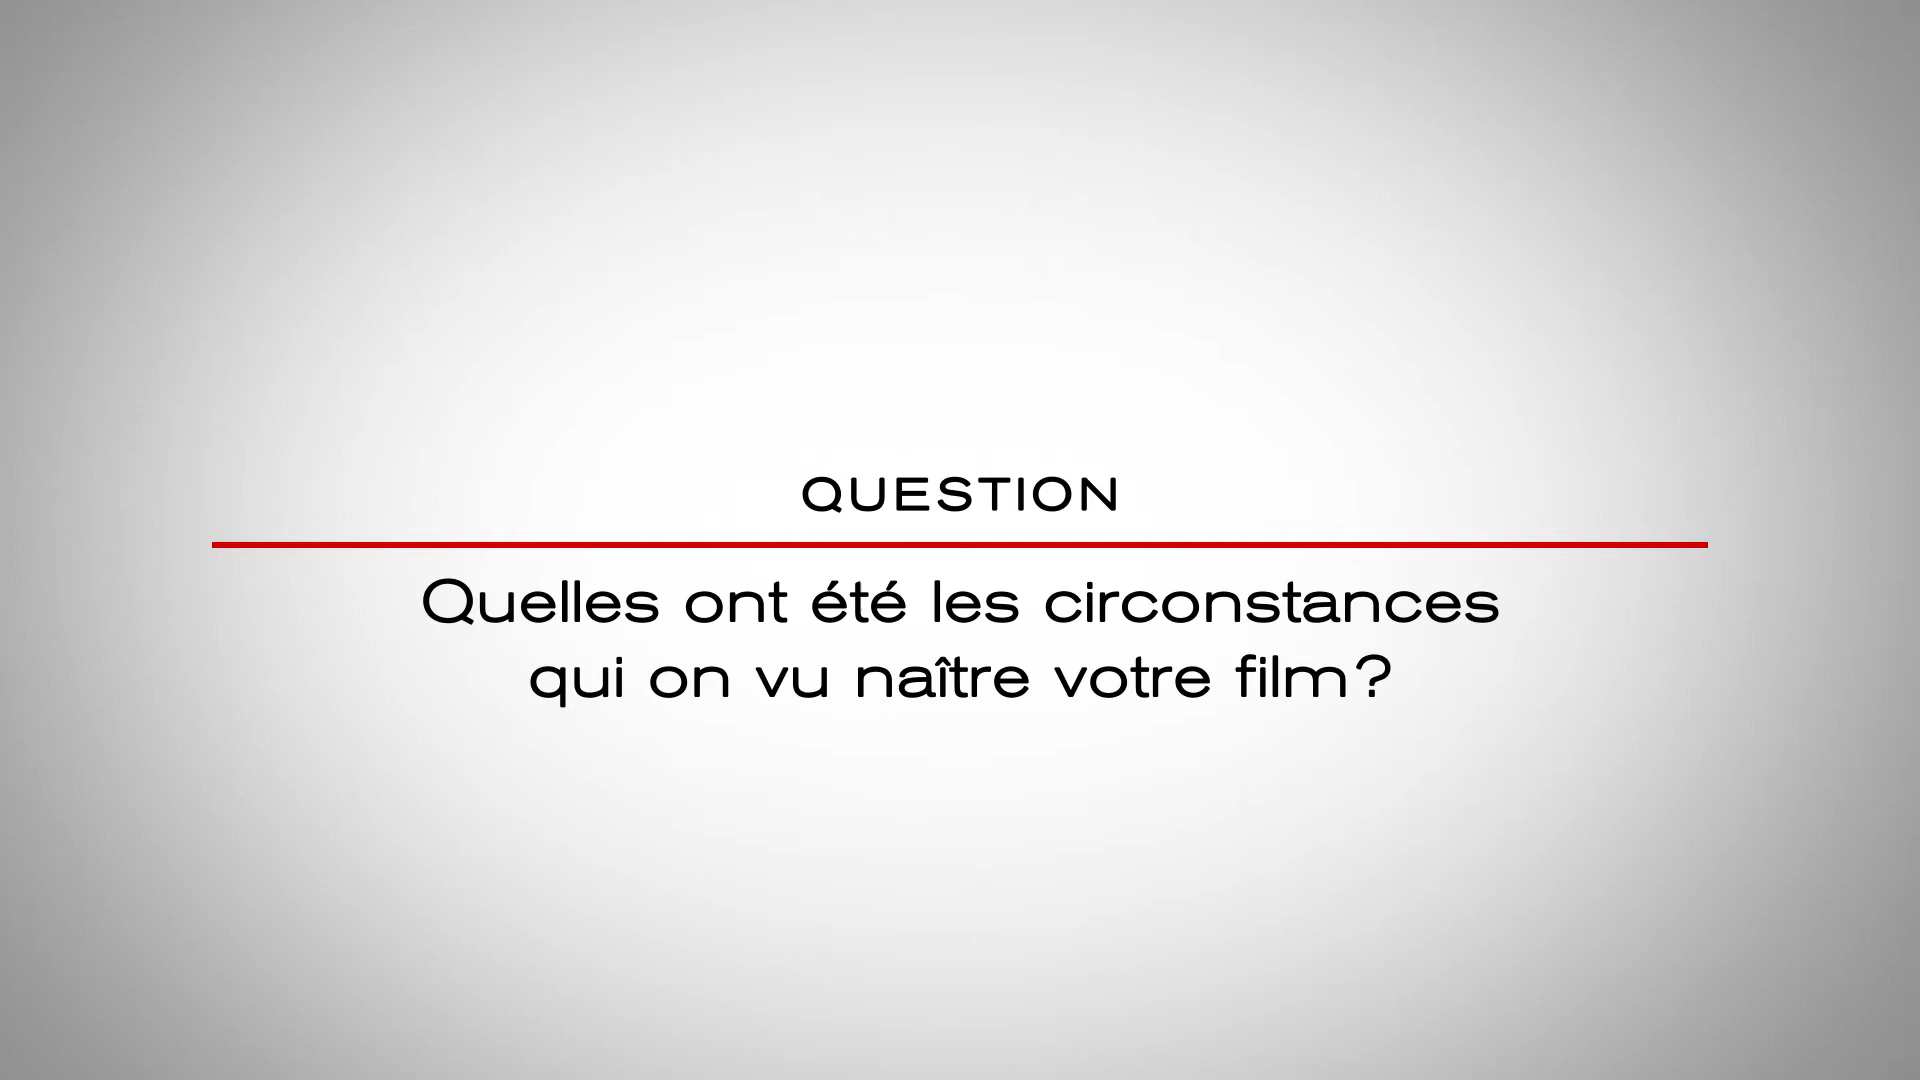 QUESTION
Quelles ont été les circonstances
qui on vu naître votre film?